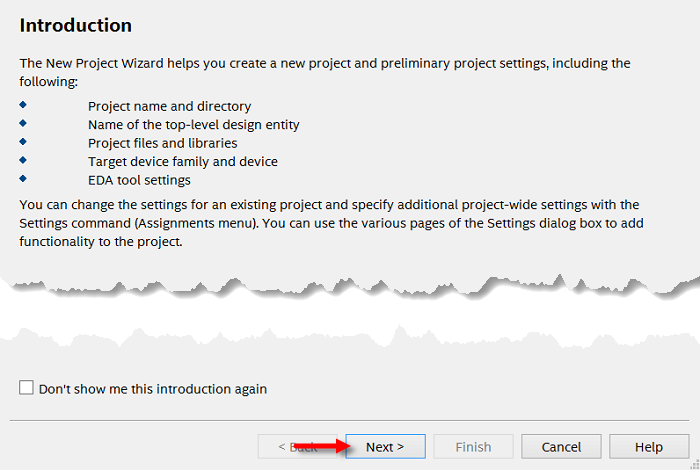 Introduction
The New Project Wizard helps you create a new project and preliminary project settings, including the
following:
Project name and directory
Name of the top-level design entity
Project files and libraries
Target device family and device
EDA tool settings
You can change the settings for an existing project and specify additional project-wide settings with the
Settings command (Assignments menu). You can use the various pages of the Settings dialog box to add
functionality to the project.
Don't show me this introduction again
< Back Next > Finish Cancel Help